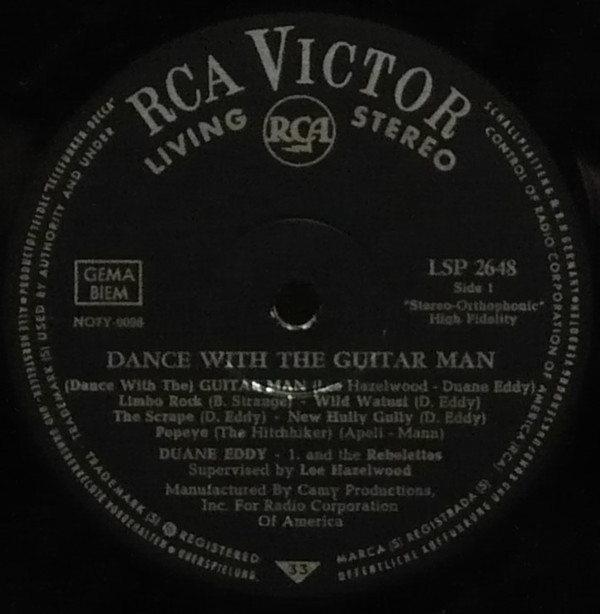 RCA VICTOR
LIVING STEREO
RCA
GEMA
BIEM
NOFY-0098
LSP 2648
Side 1
"Stereo-Orthophonic"
High Fidelity
DANCE WITH THE GUITAR MAN
(Dance With The) GUITAR MAN (Lee Hazelwood - Duane Eddy)
Limbo Rock (B. Strange) - Wild Watusi (D. Eddy)
The Scrape (D. Eddy) - New Hully Gully (D. Eddy)
Popeye (The Hitchhiker) (Apell - Mann)
DUANE EDDY - 1. and the Rebelettes
Supervised by Lee Hazelwood
Manufactured By Camy Productions,
Inc. For Radio Corporation
Of America
33
TRADEMARK (S) USED BY AUTHORITY AND UNDER
CONTROL OF RADIO CORPORATION OF AMERICA (RCA)
TRADEMARK (S) REGISTERED
MARCA (S) REGISTRADA (S)